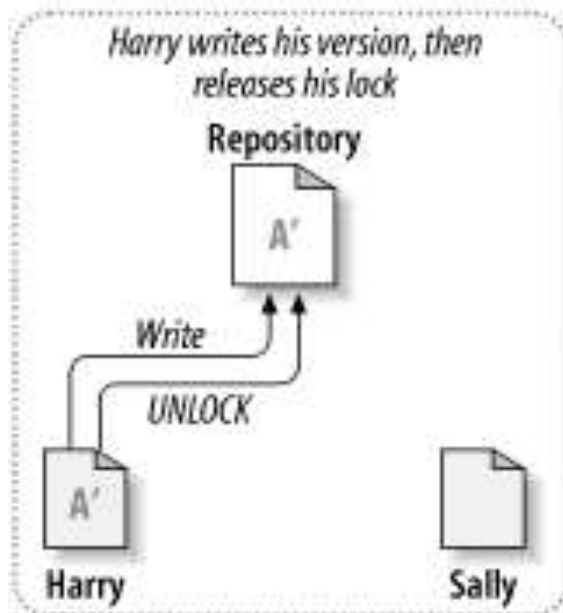 Harry writes his version, then
releases his lock
Repository
A′
Write
UNLOCK
A′
Harry
Sally